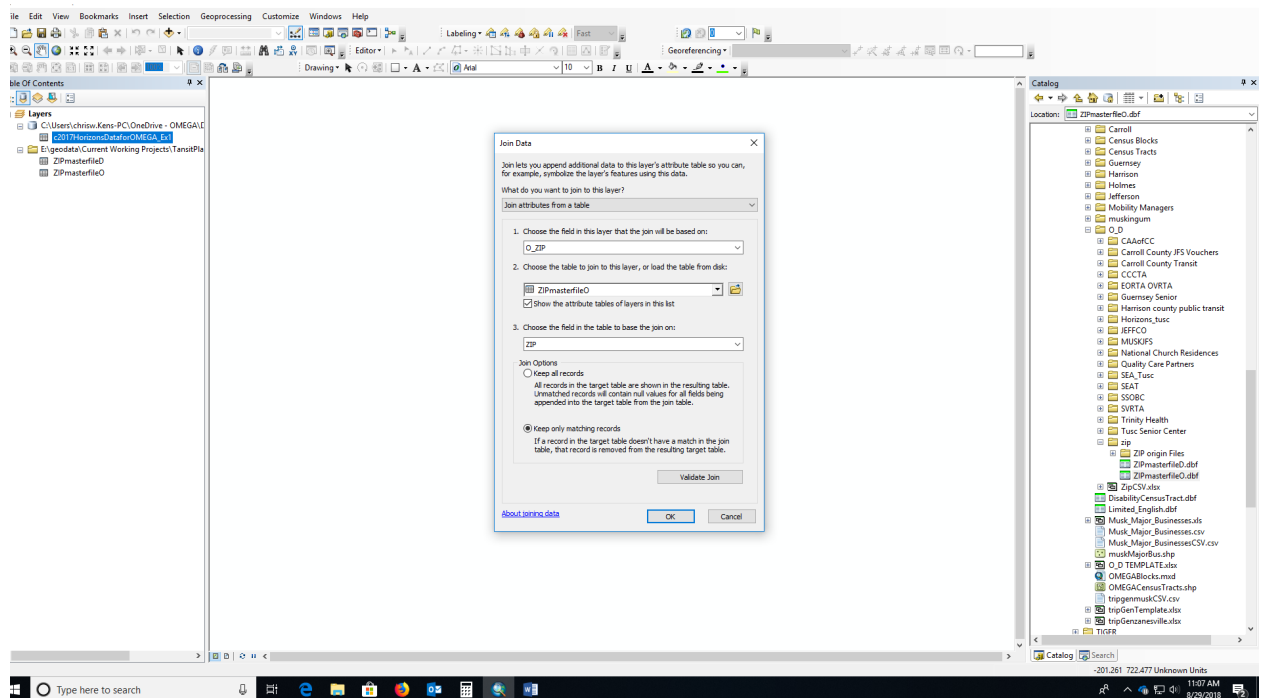 ile Edit View Bookmarks Insert Selection Geoprocessing Customize Windows Help
Labeling Fast 0
Editor Georeferencing
Drawing A Arial 10 B I U A
ble Of Contents
Layers
C:\Users\chrisw.Kens-PC\OneDrive - OMEGA\D
c2017HorizonsDataforOMEGA_Ex1
E:\geodata\Current Working Projects\TansitPla
ZIPmasterfileD
ZIPmasterfileO
Join Data
Join lets you append additional data to this layer's attribute table so you can,
for example, symbolize the layer's features using this data.
What do you want to join to this layer?
Join attributes from a table
1. Choose the field in this layer that the join will be based on:
O_ZIP
2. Choose the table to join to this layer, or load the table from disk:
ZIPmasterfileO
Show the attribute tables of layers in this list
3. Choose the field in the table to base the join on:
ZIP
Join Options
Keep all records
All records in the target table are shown in the resulting table.
Unmatched records will contain null values for all fields being
appended into the target table from the join table.
Keep only matching records
If a record in the target table doesn't have a match in the join
table, that record is removed from the resulting target table.
Validate Join
About joining data
OK Cancel
Catalog
Location: ZIPmasterfileO.dbf
Carroll
Census Blocks
Census Tracts
Guernsey
Harrison
Holmes
Jefferson
Mobility Managers
muskingum
O_D
CAAofCC
Carroll County JFS Vouchers
Carroll County Transit
CCCTA
EORTA OVRTA
Guernsey Senior
Harrison county public transit
Horizons_tusc
JEFFCO
MUSKJFS
National Church Residences
Quality Care Partners
SEA_Tusc
SEAT
SSOBC
SVRTA
Trinity Health
Tusc Senior Center
zip
ZIP origin Files
ZIPmasterfileD.dbf
ZIPmasterfileO.dbf
ZipCSV.xlsx
DisabilityCensusTract.dbf
Limited_English.dbf
Musk_Major_Businesses.xls
Musk_Major_Businesses.csv
Musk_Major_BusinessesCSV.csv
muskMajorBus.shp
O_D TEMPLATE.xlsx
OMEGABlocks.mxd
OMEGACensusTracts.shp
tripgenmuskCSV.csv
tripGenTemplate.xlsx
tripGenzanesville.xlsx
TIGER
Catalog Search
-201.261 722.477 Unknown Units
Type here to search
11:07 AM
8/29/2018